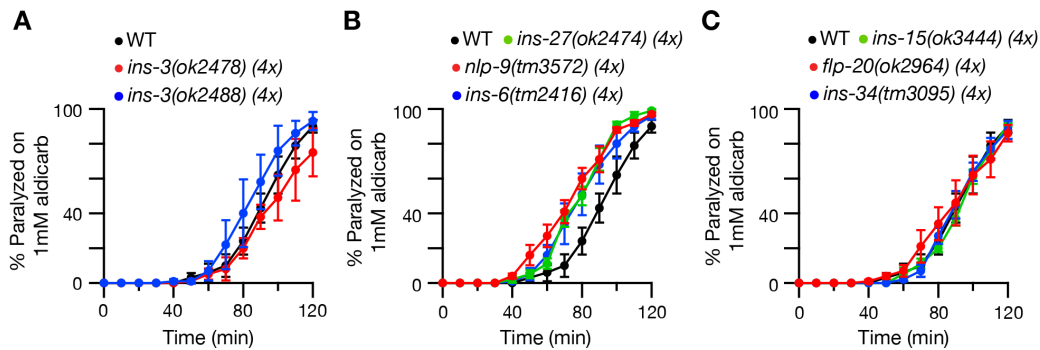 A
WT
ins-3(ok2478) (4x)
ins-3(ok2488) (4x)
% Paralyzed on
1mM aldicarb
100
40
0
0 40 80 120
Time (min)
B
WT ins-27(ok2474) (4x)
nlp-9(tm3572) (4x)
ins-6(tm2416) (4x)
% Paralyzed on
1mM aldicarb
100
40
0
0 40 80 120
Time (min)
C
WT ins-15(ok3444) (4x)
flp-20(ok2964) (4x)
ins-34(tm3095) (4x)
% Paralyzed on
1mM aldicarb
100
40
0
0 40 80 120
Time (min)